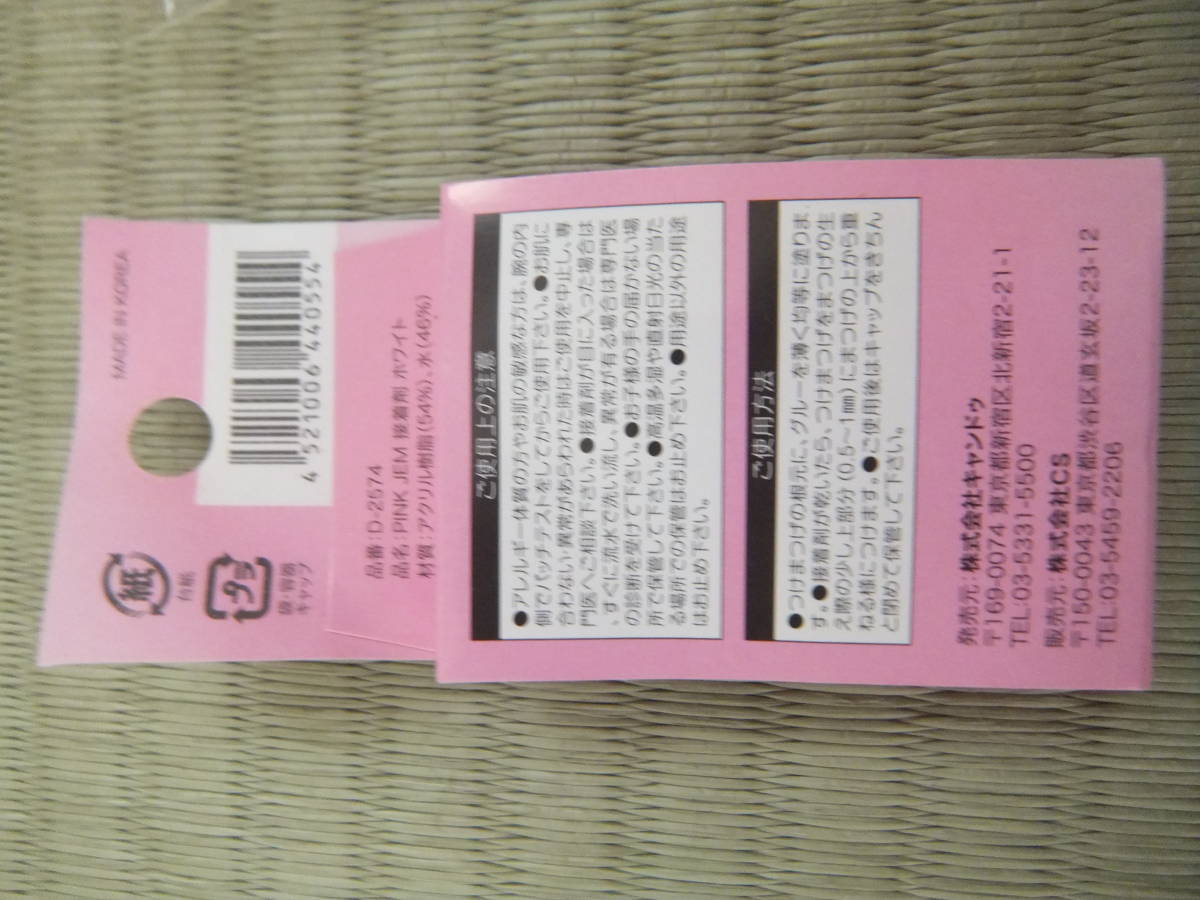 MADE IN KOREA
4 521006 440554
紙
台紙
プラ
袋・容器
キャップ
品番:D-2574
品名:PINK JEM 接着剤 ホワイト
材質:アクリル樹脂(54%)、水(46%)
ご使用上の注意
●アレルギー体質の方やお肌の敏感な方は、腕の内
側でパッチテストをしてからご使用下さい。●お肌に
合わない異常があらわれた時はご使用を中止し、専
門医へご相談下さい。●接着剤が目に入った場合は
、すぐに流水で洗い流し、異常が有る場合は専門医
の診断を受けて下さい。●お子様の手の届かない場
所で保管して下さい。●高温多湿や直射日光の当た
る場所での保管はお止め下さい。●用途以外の用途
はお止め下さい。
ご使用方法
●つけまつげの根元に、グルーを薄く均等に塗りま
す。●接着剤が乾いたら、つけまつげをまつげの生
え際の少し上部分(0.5~1㎜)にまつげの上から重
ねる様につけます。●ご使用後はキャップをきちん
と閉めて保管して下さい。
発売元:株式会社キャンドゥ
〒169-0074 東京都新宿区北新宿2-21-1
TEL:03-5331-5500
販売元:株式会社CS
〒150-0043 東京都渋谷区道玄坂2-23-12
TEL:03-5459-2206